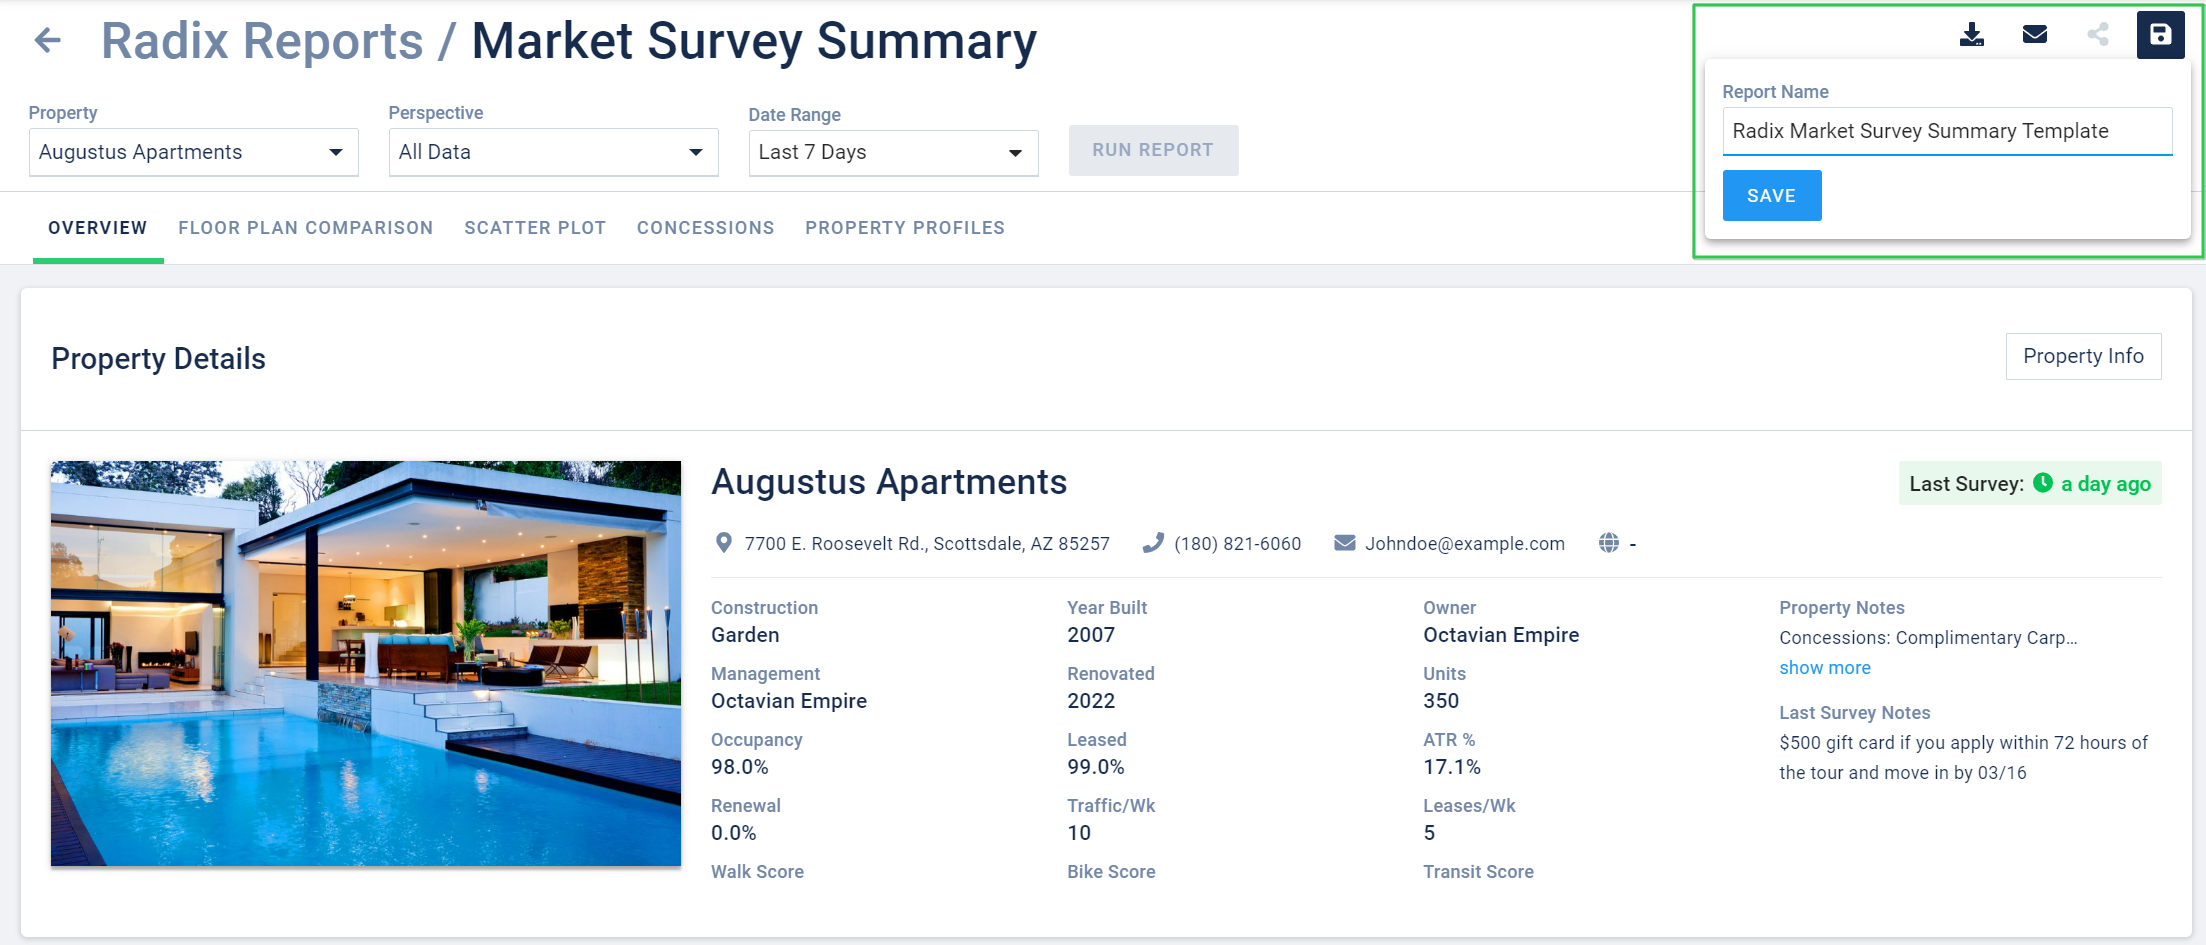 Radix Reports / Market Survey Summary
Property
Augustus Apartments
Perspective
All Data
Date Range
Last 7 Days
RUN REPORT
Report Name
Radix Market Survey Summary Template
SAVE
OVERVIEW
FLOOR PLAN COMPARISON
SCATTER PLOT
CONCESSIONS
PROPERTY PROFILES
Property Details
Property Info
Augustus Apartments
Last Survey: a day ago
7700 E. Roosevelt Rd., Scottsdale, AZ 85257
(180) 821-6060
Johndoe@example.com
-
Construction
Garden
Year Built
2007
Owner
Octavian Empire
Management
Octavian Empire
Renovated
2022
Units
350
Occupancy
98.0%
Leased
99.0%
ATR %
17.1%
Renewal
0.0%
Traffic/Wk
10
Leases/Wk
5
Walk Score
Bike Score
Transit Score
Property Notes
Concessions: Complimentary Carp...
show more
Last Survey Notes
$500 gift card if you apply within 72 hours of
the tour and move in by 03/16